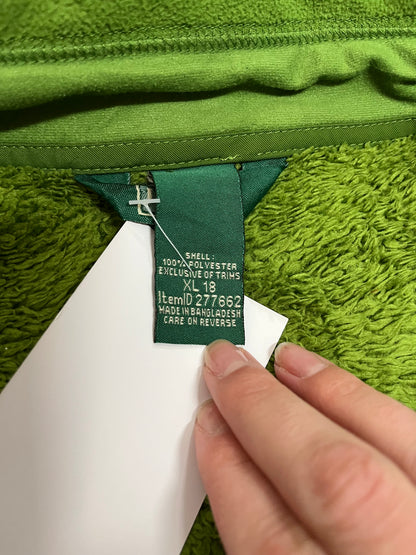 SHELL:
100% POLYESTER
EXCLUSIVE OF TRIMS
XL 18
ItemID 277662
MADE IN BANGLADESH
CARE ON REVERSE